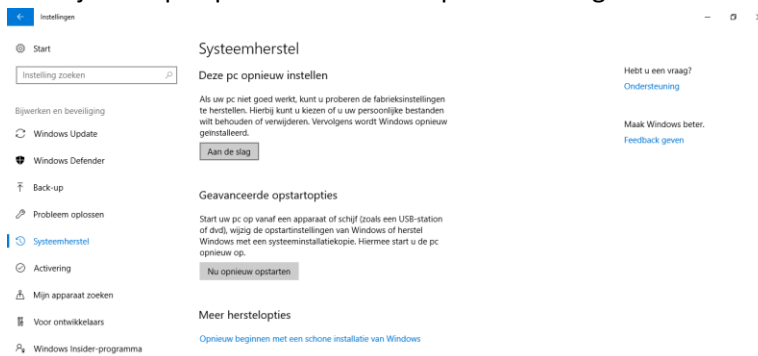 Instellingen
Start
Instelling zoeken
Bijwerken en beveiliging
Windows Update
Windows Defender
Back-up
Probleem oplossen
Systeemherstel
Activering
Mijn apparaat zoeken
Voor ontwikkelaars
Windows Insider-programma
Systeemherstel
Deze pc opnieuw instellen
Als uw pc niet goed werkt, kunt u proberen de fabrieksinstellingen
te herstellen. Hierbij kunt u kiezen of u uw persoonlijke bestanden
wilt behouden of verwijderen. Vervolgens wordt Windows opnieuw
geïnstalleerd.
Aan de slag
Geavanceerde opstartopties
Start uw pc op vanaf een apparaat of schijf (zoals een USB-station
of dvd), wijzig de opstartinstellingen van Windows of herstel
Windows met een systeeminstallatiekopie. Hiermee start u de pc
opnieuw op.
Nu opnieuw opstarten
Meer herstelopties
Opnieuw beginnen met een schone installatie van Windows
Hebt u een vraag?
Ondersteuning
Maak Windows beter.
Feedback geven